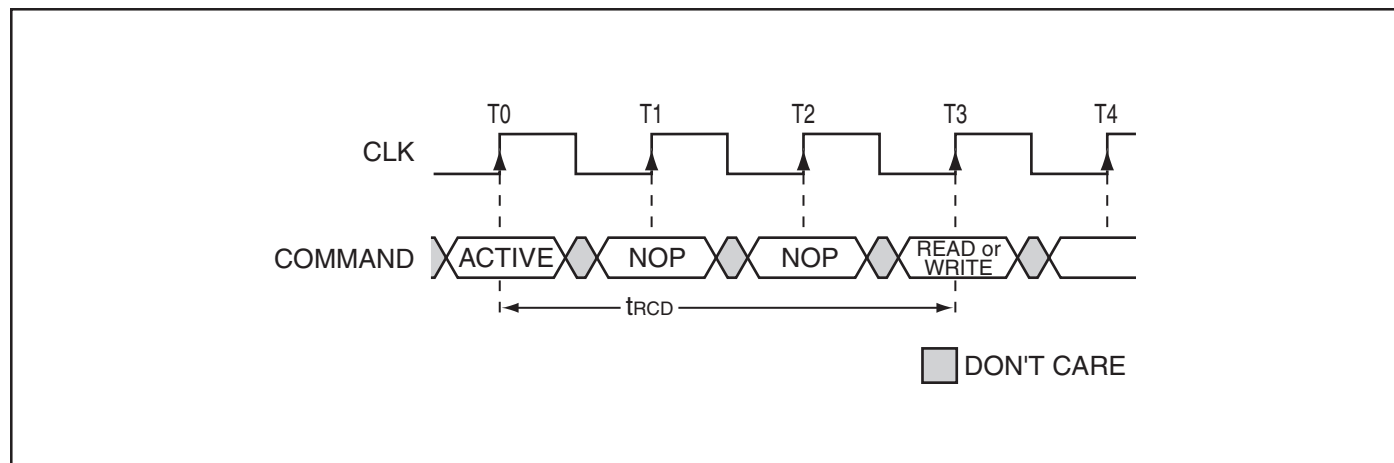 T0 T1 T2 T3 T4
CLK
COMMAND ACTIVE NOP NOP READ or
WRITE
tRCD
DON'T CARE